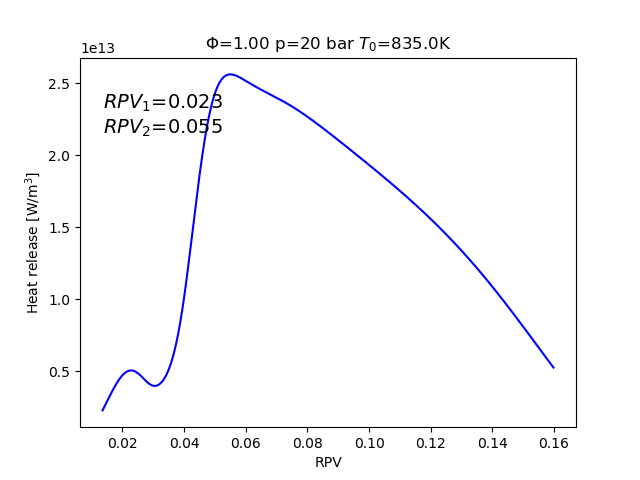 Φ=1.00 p=20 bar T₀=835.0K
1e13
RPV₁=0.023
RPV₂=0.055
Heat release [W/m³]
2.5
2.0
1.5
1.0
0.5
0.02 0.04 0.06 0.08 0.10 0.12 0.14 0.16
RPV